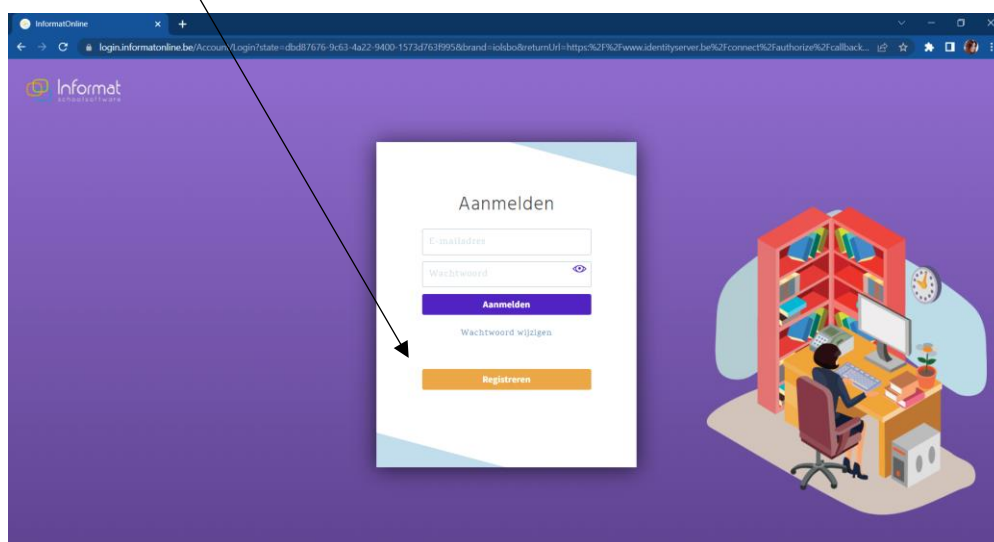 InformatOnline
login.informatonline.be/Account/Login?state=dbd87676-9c63-4a22-9400-1573d763f995&brand=iolsbo&returnUrl=https:%2F%2Fwww.identityserver.be%2Fconnect%2Fauthorize%2Fcallback...
Informat
schoolsoftware
Aanmelden
E-mailadres
Wachtwoord
Aanmelden
Wachtwoord wijzigen
Registreren